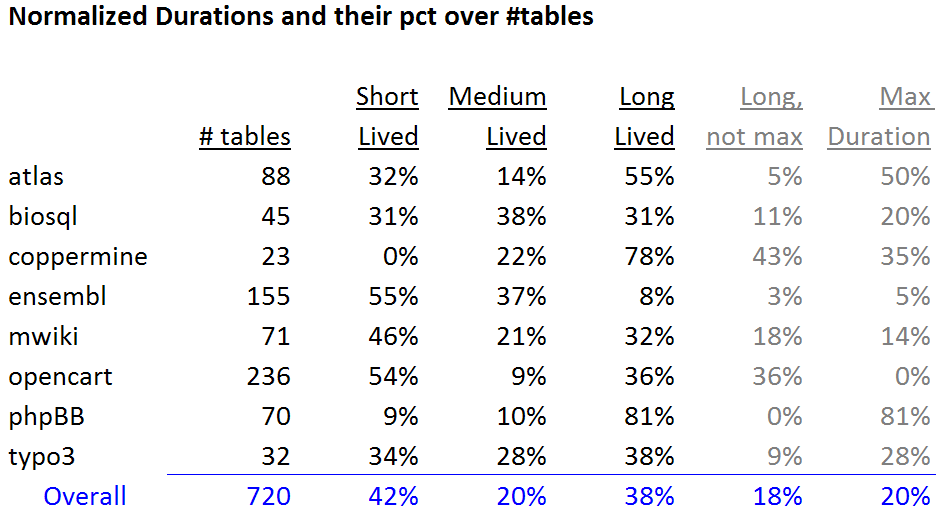 Normalized Durations and their pct over #tables
Short Medium Long Long, Max
# tables Lived Lived Lived not max Duration
atlas 88 32% 14% 55% 5% 50%
biosql 45 31% 38% 31% 11% 20%
coppermine 23 0% 22% 78% 43% 35%
ensembl 155 55% 37% 8% 3% 5%
mwiki 71 46% 21% 32% 18% 14%
opencart 236 54% 9% 36% 36% 0%
phpBB 70 9% 10% 81% 0% 81%
typo3 32 34% 28% 38% 9% 28%
Overall 720 42% 20% 38% 18% 20%